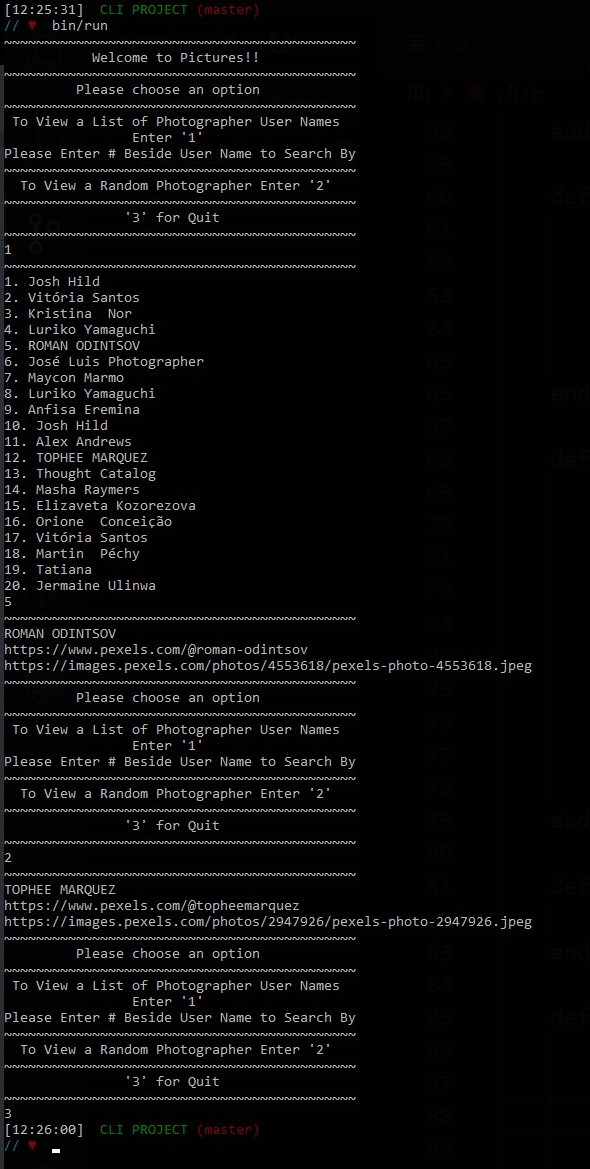 [12:25:31] CLI PROJECT (master)
// ♥ bin/run
~~~~~~~~~~~~~~~~~~~~~~~~~~~~~~~~~~~~~~~~~~~~
Welcome to Pictures!!
~~~~~~~~~~~~~~~~~~~~~~~~~~~~~~~~~~~~~~~~~~~~
Please choose an option
~~~~~~~~~~~~~~~~~~~~~~~~~~~~~~~~~~~~~~~~~~~~
To View a List of Photographer User Names
Enter '1'
Please Enter # Beside User Name to Search By
~~~~~~~~~~~~~~~~~~~~~~~~~~~~~~~~~~~~~~~~~~~~
To View a Random Photographer Enter '2'
~~~~~~~~~~~~~~~~~~~~~~~~~~~~~~~~~~~~~~~~~~~~
'3' for Quit
~~~~~~~~~~~~~~~~~~~~~~~~~~~~~~~~~~~~~~~~~~~~
1
~~~~~~~~~~~~~~~~~~~~~~~~~~~~~~~~~~~~~~~~~~~~
1. Josh Hild
2. Vitória Santos
3. Kristina  Nor
4. Luriko Yamaguchi
5. ROMAN ODINTSOV
6. José Luis Photographer
7. Maycon Marmo
8. Luriko Yamaguchi
9. Anfisa Eremina
10. Josh Hild
11. Alex Andrews
12. TOPHEE MARQUEZ
13. Thought Catalog
14. Masha Raymers
15. Elizaveta Kozorezova
16. Orione  Conceição
17. Vitória Santos
18. Martin  Péchy
19. Tatiana
20. Jermaine Ulinwa
5
~~~~~~~~~~~~~~~~~~~~~~~~~~~~~~~~~~~~~~~~~~~~
ROMAN ODINTSOV
https://www.pexels.com/@roman-odintsov
https://images.pexels.com/photos/4553618/pexels-photo-4553618.jpeg
~~~~~~~~~~~~~~~~~~~~~~~~~~~~~~~~~~~~~~~~~~~~
Please choose an option
~~~~~~~~~~~~~~~~~~~~~~~~~~~~~~~~~~~~~~~~~~~~
To View a List of Photographer User Names
Enter '1'
Please Enter # Beside User Name to Search By
~~~~~~~~~~~~~~~~~~~~~~~~~~~~~~~~~~~~~~~~~~~~
To View a Random Photographer Enter '2'
~~~~~~~~~~~~~~~~~~~~~~~~~~~~~~~~~~~~~~~~~~~~
'3' for Quit
~~~~~~~~~~~~~~~~~~~~~~~~~~~~~~~~~~~~~~~~~~~~
2
~~~~~~~~~~~~~~~~~~~~~~~~~~~~~~~~~~~~~~~~~~~~
TOPHEE MARQUEZ
https://www.pexels.com/@topheemarquez
https://images.pexels.com/photos/2947926/pexels-photo-2947926.jpeg
~~~~~~~~~~~~~~~~~~~~~~~~~~~~~~~~~~~~~~~~~~~~
Please choose an option
~~~~~~~~~~~~~~~~~~~~~~~~~~~~~~~~~~~~~~~~~~~~
To View a List of Photographer User Names
Enter '1'
Please Enter # Beside User Name to Search By
~~~~~~~~~~~~~~~~~~~~~~~~~~~~~~~~~~~~~~~~~~~~
To View a Random Photographer Enter '2'
~~~~~~~~~~~~~~~~~~~~~~~~~~~~~~~~~~~~~~~~~~~~
'3' for Quit
~~~~~~~~~~~~~~~~~~~~~~~~~~~~~~~~~~~~~~~~~~~~
3
[12:26:00] CLI PROJECT (master)
// ♥